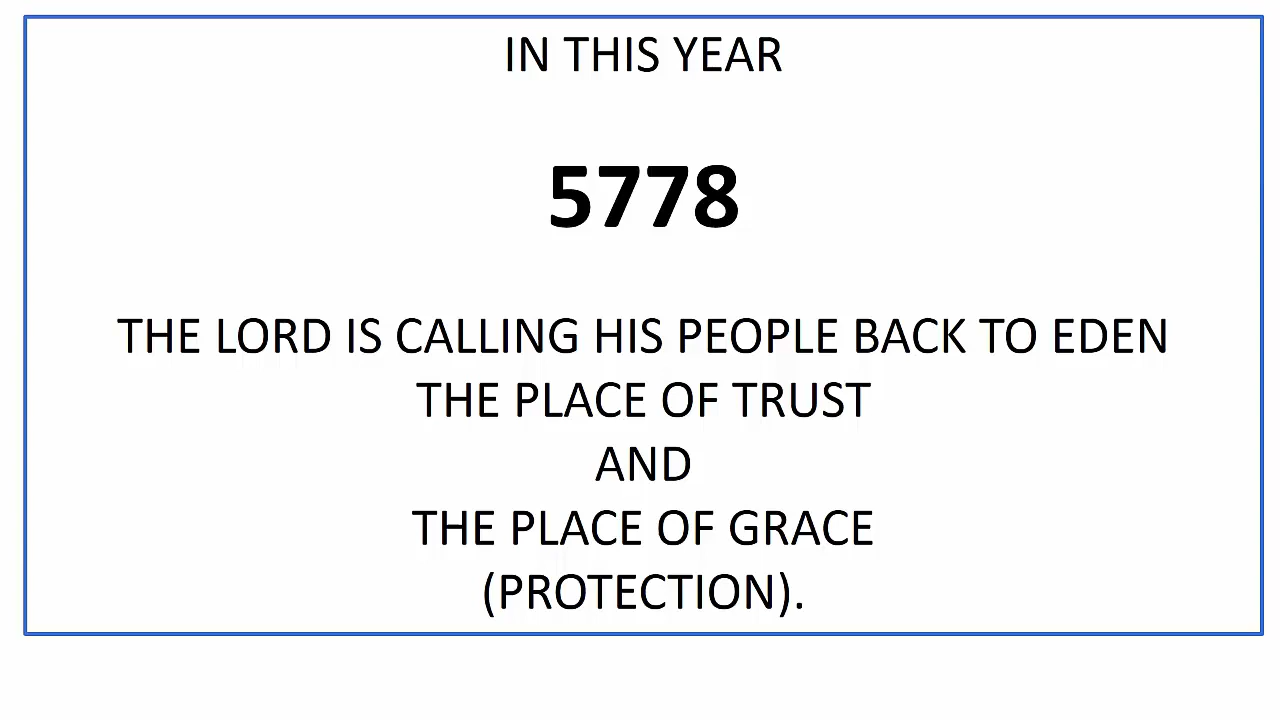 IN THIS YEAR
5778
THE LORD IS CALLING HIS PEOPLE BACK TO EDEN
THE PLACE OF TRUST
AND
THE PLACE OF GRACE
(PROTECTION).